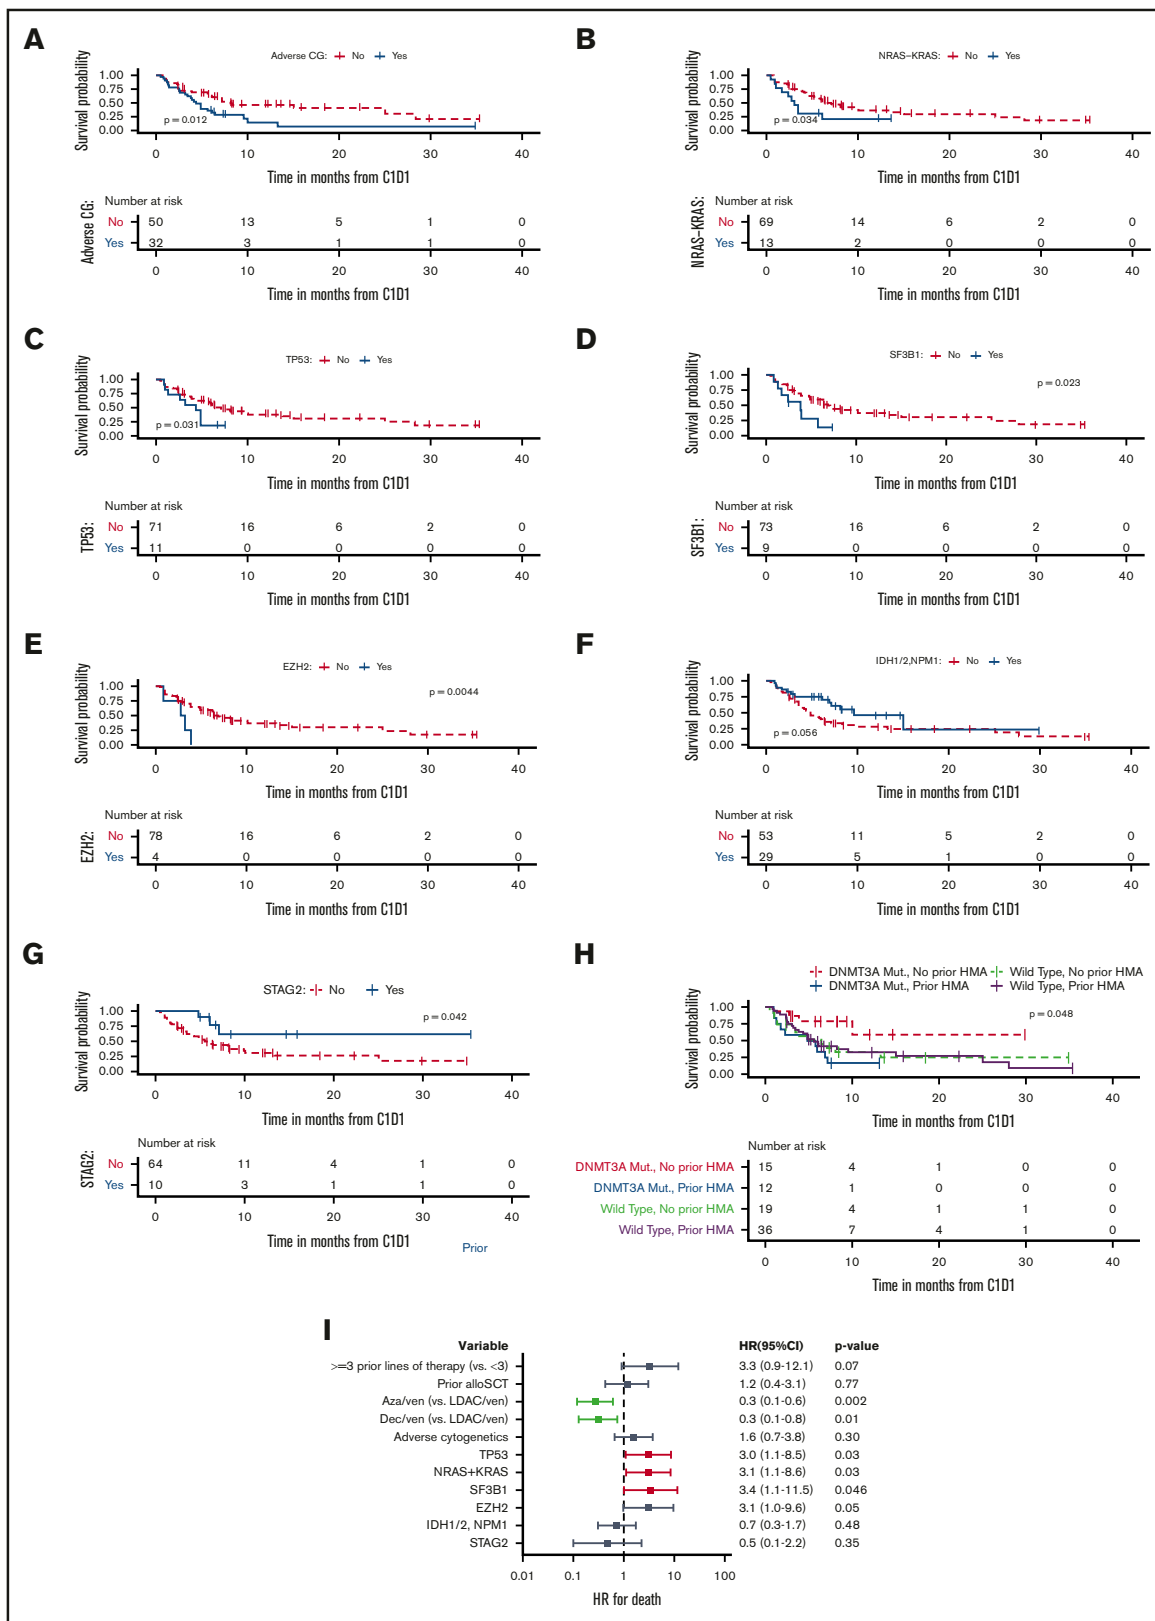 A
Adverse CG: No Yes
Survival probability
1.00
0.75
0.50
0.25
0.00
p = 0.012
0 10 20 30 40
Time in months from C1D1
Number at risk
Adverse CG:
No 50 13 5 1 0
Yes 32 3 1 1 0
0 10 20 30 40
Time in months from C1D1
B
NRAS–KRAS: No Yes
Survival probability
1.00
0.75
0.50
0.25
0.00
p = 0.034
0 10 20 30 40
Time in months from C1D1
Number at risk
NRAS–KRAS:
No 69 14 6 2 0
Yes 13 2 0 0 0
0 10 20 30 40
Time in months from C1D1
C
TP53: No Yes
Survival probability
1.00
0.75
0.50
0.25
0.00
p = 0.031
0 10 20 30 40
Time in months from C1D1
Number at risk
TP53:
No 71 16 6 2 0
Yes 11 0 0 0 0
0 10 20 30 40
Time in months from C1D1
D
SF3B1: No Yes
Survival probability
1.00
0.75
0.50
0.25
0.00
p = 0.023
0 10 20 30 40
Time in months from C1D1
Number at risk
SF3B1:
No 73 16 6 2 0
Yes 9 0 0 0 0
0 10 20 30 40
Time in months from C1D1
E
EZH2: No Yes
Survival probability
1.00
0.75
0.50
0.25
0.00
p = 0.0044
0 10 20 30 40
Time in months from C1D1
Number at risk
EZH2:
No 78 16 6 2 0
Yes 4 0 0 0 0
0 10 20 30 40
Time in months from C1D1
F
IDH1/2,NPM1: No Yes
Survival probability
1.00
0.75
0.50
0.25
0.00
p = 0.056
0 10 20 30 40
Time in months from C1D1
Number at risk
No 53 11 5 2 0
Yes 29 5 1 0 0
0 10 20 30 40
Time in months from C1D1
G
STAG2: No Yes
Survival probability
1.00
0.75
0.50
0.25
0.00
p = 0.042
0 10 20 30 40
Time in months from C1D1
Number at risk
STAG2:
No 64 11 4 1 0
Yes 10 3 1 1 0
0 10 20 30 40
Time in months from C1D1
Prior
H
DNMT3A Mut., No prior HMA Wild Type, No prior HMA
DNMT3A Mut., Prior HMA Wild Type, Prior HMA
Survival probability
1.00
0.75
0.50
0.25
0.00
p = 0.048
0 10 20 30 40
Time in months from C1D1
Number at risk
DNMT3A Mut., No prior HMA 15 4 1 0 0
DNMT3A Mut., Prior HMA 12 1 0 0 0
Wild Type, No prior HMA 19 4 1 1 0
Wild Type, Prior HMA 36 7 4 1 0
0 10 20 30 40
Time in months from C1D1
I
Variable HR(95%CI) p-value
>=3 prior lines of therapy (vs. <3) 3.3 (0.9-12.1) 0.07
Prior alloSCT 1.2 (0.4-3.1) 0.77
Aza/ven (vs. LDAC/ven) 0.3 (0.1-0.6) 0.002
Dec/ven (vs. LDAC/ven) 0.3 (0.1-0.8) 0.01
Adverse cytogenetics 1.6 (0.7-3.8) 0.30
TP53 3.0 (1.1-8.5) 0.03
NRAS+KRAS 3.1 (1.1-8.6) 0.03
SF3B1 3.4 (1.1-11.5) 0.046
EZH2 3.1 (1.0-9.6) 0.05
IDH1/2, NPM1 0.7 (0.3-1.7) 0.48
STAG2 0.5 (0.1-2.2) 0.35
0.01 0.1 1 10 100
HR for death